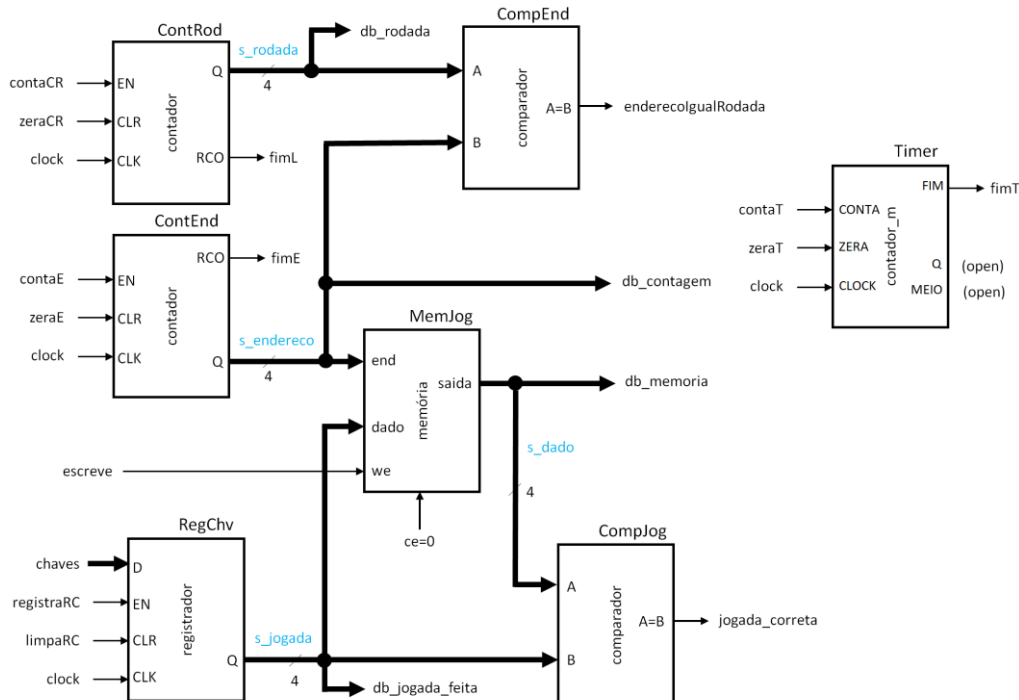 ContRod
s_rodada
db_rodada
CompEnd
contaCR
zeraCR
clock
EN
CLR
CLK
contador
Q
RCO
4
fimL
A
B
comparador
A=B
enderecoIgualRodada
Timer
contaT
zeraT
clock
CONTA
ZERA
CLOCK
contador_m
FIM
Q
MEIO
fimT
(open)
(open)
ContEnd
contaE
zeraE
clock
EN
CLR
CLK
contador
RCO
Q
fimE
s_endereco
4
db_contagem
MemJog
end
dado
we
memória
saida
escreve
ce=0
db_memoria
s_dado
4
RegChv
chaves
registraRC
limpaRC
clock
D
EN
CLR
CLK
registrador
Q
s_jogada
4
db_jogada_feita
CompJog
A
B
comparador
A=B
jogada_correta